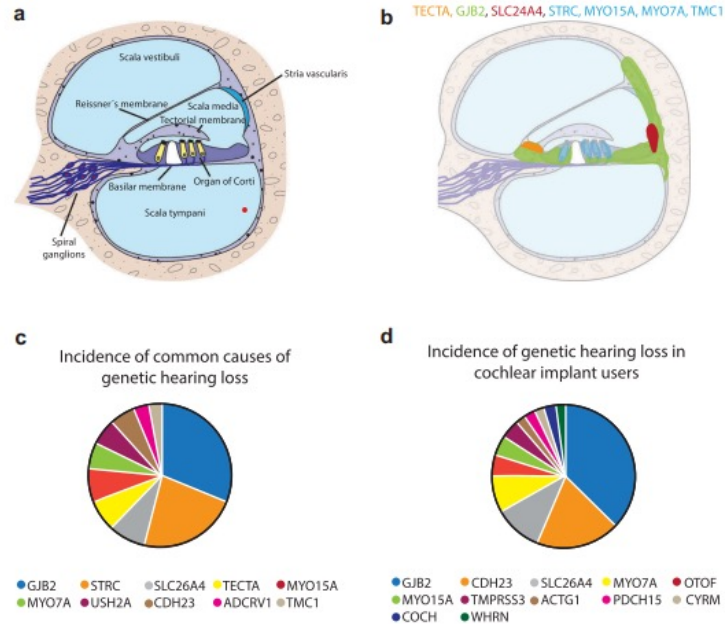 a
Scala vestibuli
Stria vascularis
Reissner's membrane
Scala media
Tectorial membrane
Basilar membrane
Organ of Corti
Scala tympani
Spiral
ganglions
b
TECTA, GJB2, SLC24A4, STRC, MYO15A, MYO7A, TMC1
c
Incidence of common causes of
genetic hearing loss
GJB2 STRC SLC26A4 TECTA MYO15A
MYO7A USH2A CDH23 ADCRV1 TMC1
d
Incidence of genetic hearing loss in
cochlear implant users
GJB2 CDH23 SLC26A4 MYO7A OTOF
MYO15A TMPRSS3 ACTG1 PDCH15 CYRM
COCH WHRN